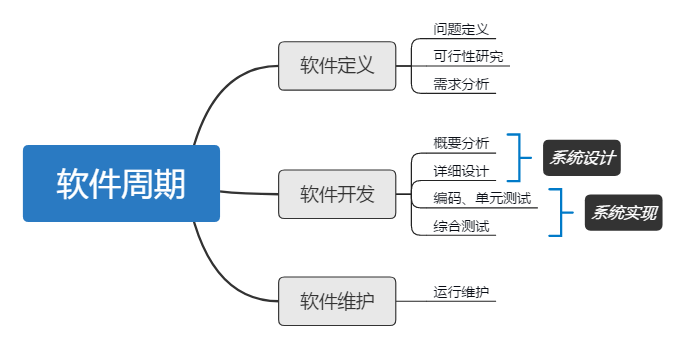 软件周期
软件定义
问题定义
可行性研究
需求分析
软件开发
概要分析
详细设计
系统设计
编码、单元测试
综合测试
系统实现
软件维护
运行维护